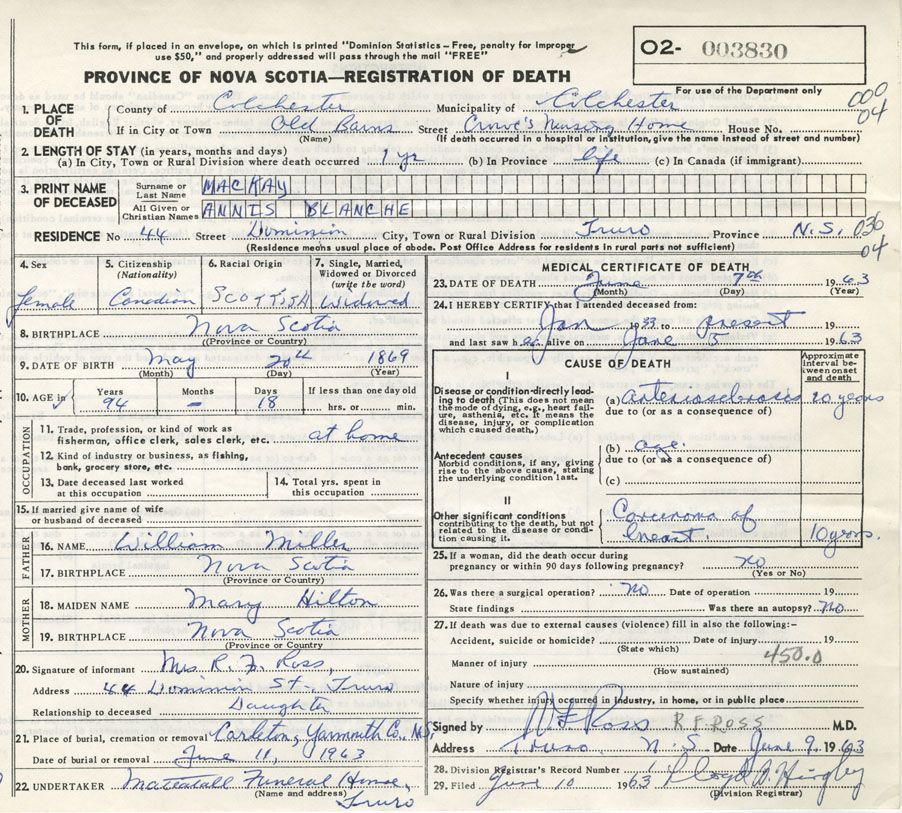 This form, if placed in an envelope, on which is printed "Dominion Statistics – Free, penalty for improper
use $50," and properly addressed will pass through the mail "FREE"
O2- 003830
PROVINCE OF NOVA SCOTIA—REGISTRATION OF DEATH
For use of the Department only
000
04
1. PLACE OF DEATH { County of Colchester Municipality of Colchester
If in City or Town Old Barns Street Crowe's Nursing Home House No.
(Name) (If death occurred in a hospital or institution, give the name instead of street and number)
2. LENGTH OF STAY (in years, months and days)
(a) In City, Town or Rural Division where death occurred 1 yr (b) In Province life (c) In Canada (if immigrant)
3. PRINT NAME OF DECEASED { Surname or Last Name MACKAY
All Given or Christian Names ANNIS BLANCHE
RESIDENCE No 44 Street Dominion City, Town or Rural Division Truro Province N.S. 036
04
(Residence means usual place of abode. Post Office Address for residents in rural parts not sufficient)
4. Sex
female
5. Citizenship
(Nationality)
Canadian
6. Racial Origin
SCOTTISH
7. Single, Married,
Widowed or Divorced
(write the word)
Widowed
8. BIRTHPLACE Nova Scotia
(Province or Country)
9. DATE OF BIRTH May 20th 1869
(Month) (Day) (Year)
10. AGE in Years Months Days If less than one day old
94 – 18 hrs. or min.
OCCUPATION
11. Trade, profession, or kind of work as
fisherman, office clerk, sales clerk, etc. at home
12. Kind of industry or business, as fishing,
bank, grocery store, etc.
13. Date deceased last worked
at this occupation
14. Total yrs. spent in
this occupation
15. If married give name of wife
or husband of deceased
FATHER
16. NAME William Miller
17. BIRTHPLACE Nova Scotia
(Province or Country)
MOTHER
18. MAIDEN NAME Mary Hilton
19. BIRTHPLACE Nova Scotia
(Province or Country)
20. Signature of informant Mrs. R. F. Ross,
Address 44 Dominion St., Truro
Relationship to deceased Daughter
21. Place of burial, cremation or removal Carleton, Yarmouth Co., N.S.
Date of burial or removal June 11, 1963
22. UNDERTAKER Mattatall Funeral Home,
(Name and address) Truro
MEDICAL CERTIFICATE OF DEATH
23. DATE OF DEATH June 7th 1963
(Month) (Day) (Year)
24. I HEREBY CERTIFY that I attended deceased from:
Jan 1933 to present 19
and last saw her alive on June 5 1963
CAUSE OF DEATH
Approximate
interval be-
tween onset
and death
I
Disease or condition directly lead-
ing to death (This does not mean
the mode of dying, e.g., heart fail-
ure, asthenia, etc. It means the
disease, injury, or complication
which caused death.)
(a) arteriosclerosis 20 years
due to (or as a consequence of)
Antecedent causes
Morbid conditions, if any, giving
rise to the above cause, stating
the underlying condition last.
(b) age
due to (or as a consequence of)
(c)
II
Other significant conditions
contributing to the death, but not
related to the disease or condi-
tion causing it.
Carcinoma of
breast. 10 years.
25. If a woman, did the death occur during
pregnancy or within 90 days following pregnancy? no
(Yes or No)
26. Was there a surgical operation? no Date of operation 19
State findings Was there an autopsy? no
27. If death was due to external causes (violence) fill in also the following:–
Accident, suicide or homicide? Date of injury 19
(State which)
450.0
Manner of injury
(How sustained)
Nature of injury
Specify whether injury occurred in industry, in home, or in public place
Signed by R F Ross R.F. ROSS M.D.
Address Truro N.S. Date June 9, 1963
28. Division Registrar's Record Number
29. Filed June 10 1963 Lloyd A. Hingley
(Division Registrar)